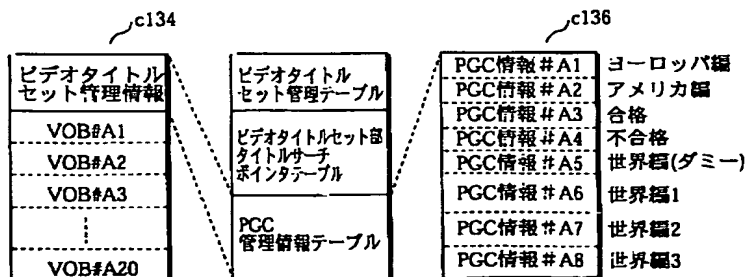 c134
c136
ビデオタイトル
セット管理情報
VOB#A1
VOB#A2
VOB#A3
VOB#A20
ビデオタイトル
セット管理テーブル
ビデオタイトルセット部
タイトルサーチ
ポインタテーブル
PGC
管理情報テーブル
PGC情報#A1 ヨーロッパ編
PGC情報#A2 アメリカ編
PGC情報#A3 合格
PGC情報#A4 不合格
PGC情報#A5 世界編(ダミー)
PGC情報#A6 世界編1
PGC情報#A7 世界編2
PGC情報#A8 世界編3